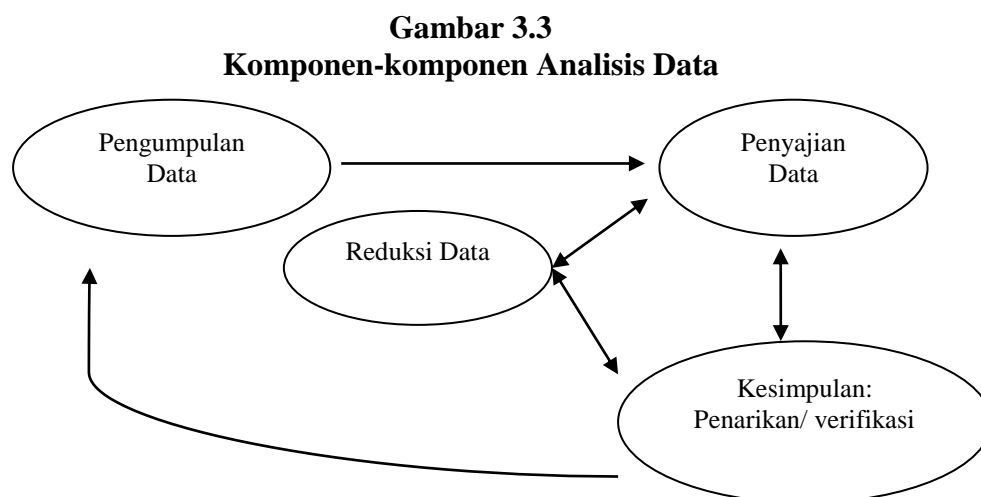 Gambar 3.3
Komponen-komponen Analisis Data
Pengumpulan
Data
Penyajian
Data
Reduksi Data
Kesimpulan:
Penarikan/ verifikasi